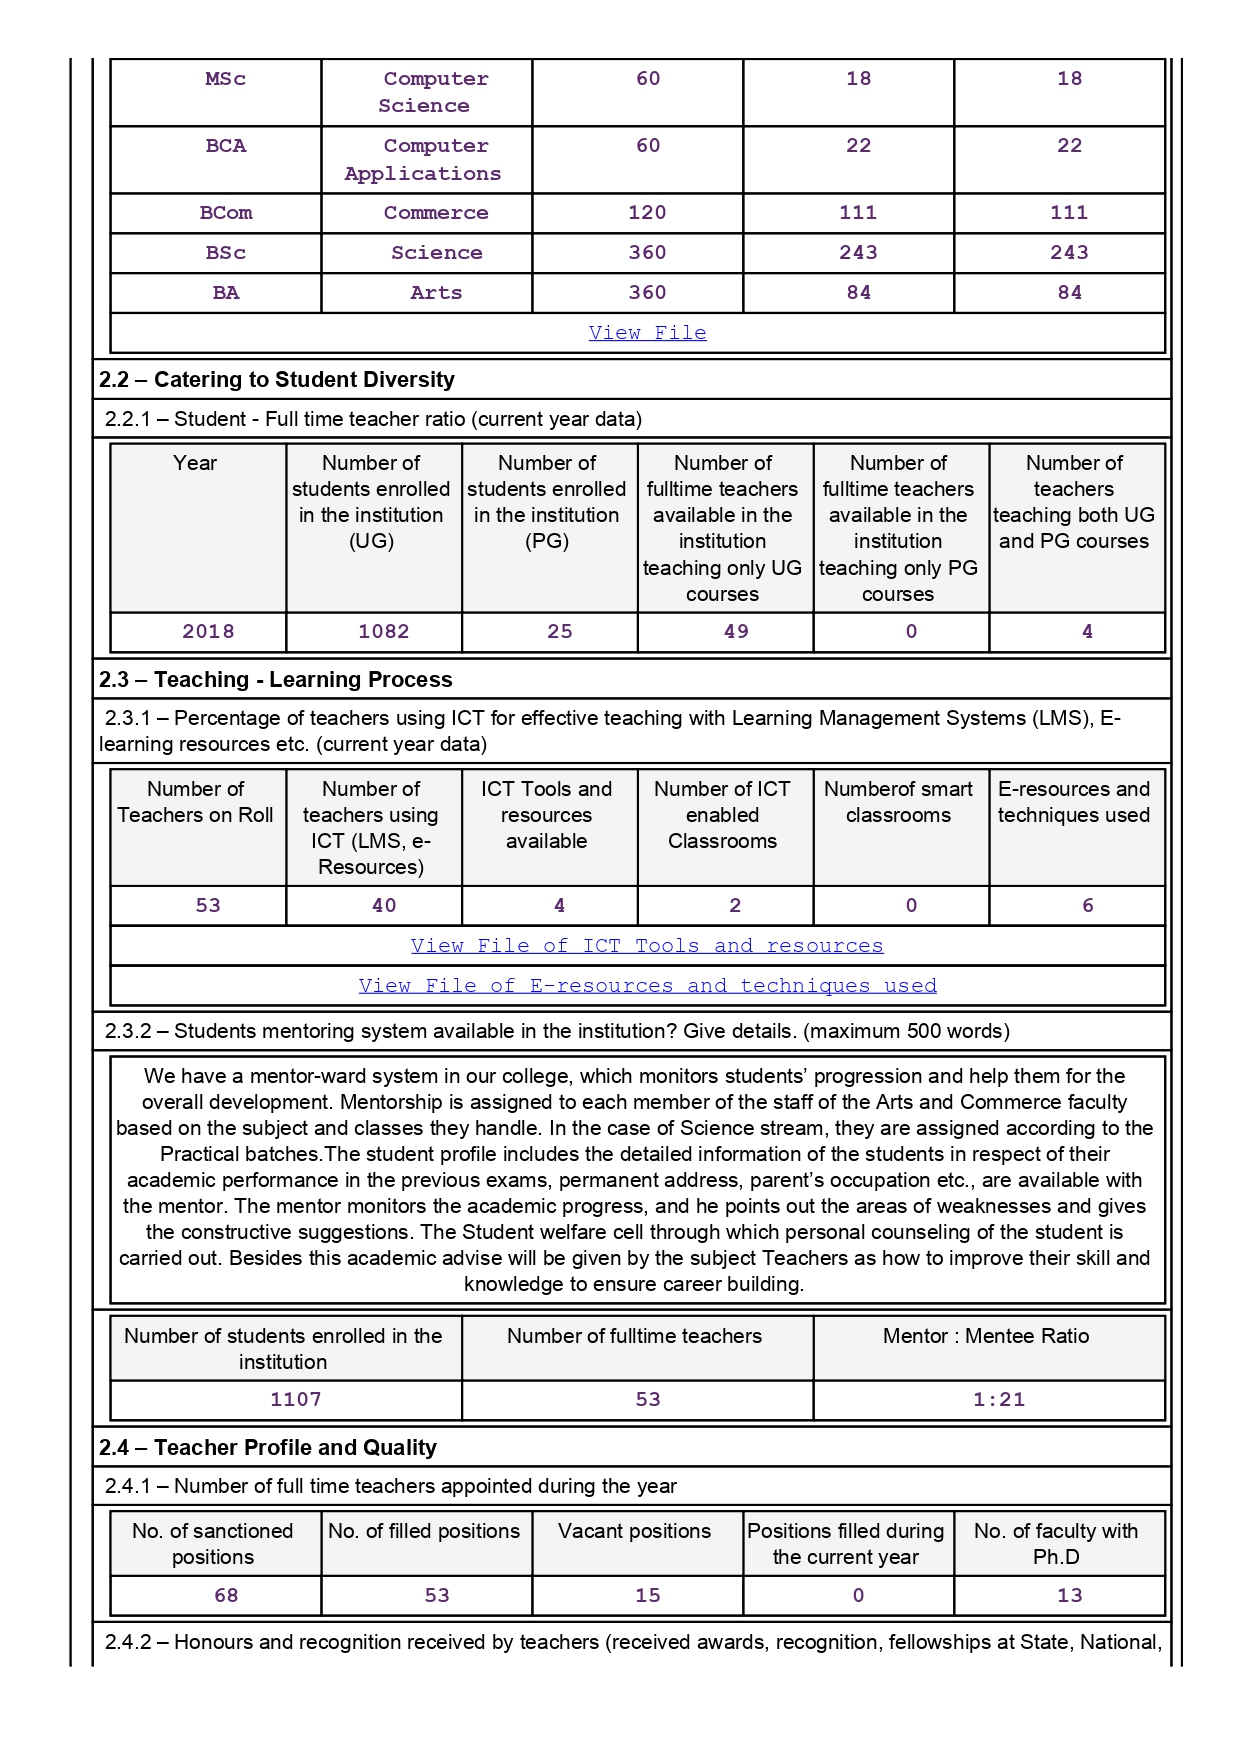 MSc Computer Science 60 18 18
BCA Computer Applications 60 22 22
BCom Commerce 120 111 111
BSc Science 360 243 243
BA Arts 360 84 84
View File
2.2 – Catering to Student Diversity
2.2.1 – Student - Full time teacher ratio (current year data)
Year
Number of
students enrolled
in the institution
(UG)
Number of
students enrolled
in the institution
(PG)
Number of
fulltime teachers
available in the
institution
teaching only UG
courses
Number of
fulltime teachers
available in the
institution
teaching only PG
courses
Number of
teachers
teaching both UG
and PG courses
2018 1082 25 49 0 4
2.3 – Teaching - Learning Process
2.3.1 – Percentage of teachers using ICT for effective teaching with Learning Management Systems (LMS), E-
learning resources etc. (current year data)
Number of
Teachers on Roll
Number of
teachers using
ICT (LMS, e-
Resources)
ICT Tools and
resources
available
Number of ICT
enabled
Classrooms
Numberof smart
classrooms
E-resources and
techniques used
53 40 4 2 0 6
View File of ICT Tools and resources
View File of E-resources and techniques used
2.3.2 – Students mentoring system available in the institution? Give details. (maximum 500 words)
We have a mentor-ward system in our college, which monitors students’ progression and help them for the
overall development. Mentorship is assigned to each member of the staff of the Arts and Commerce faculty
based on the subject and classes they handle. In the case of Science stream, they are assigned according to the
Practical batches.The student profile includes the detailed information of the students in respect of their
academic performance in the previous exams, permanent address, parent’s occupation etc., are available with
the mentor. The mentor monitors the academic progress, and he points out the areas of weaknesses and gives
the constructive suggestions. The Student welfare cell through which personal counseling of the student is
carried out. Besides this academic advise will be given by the subject Teachers as how to improve their skill and
knowledge to ensure career building.
Number of students enrolled in the
institution
Number of fulltime teachers
Mentor : Mentee Ratio
1107 53 1:21
2.4 – Teacher Profile and Quality
2.4.1 – Number of full time teachers appointed during the year
No. of sanctioned
positions
No. of filled positions
Vacant positions
Positions filled during
the current year
No. of faculty with
Ph.D
68 53 15 0 13
2.4.2 – Honours and recognition received by teachers (received awards, recognition, fellowships at State, National,